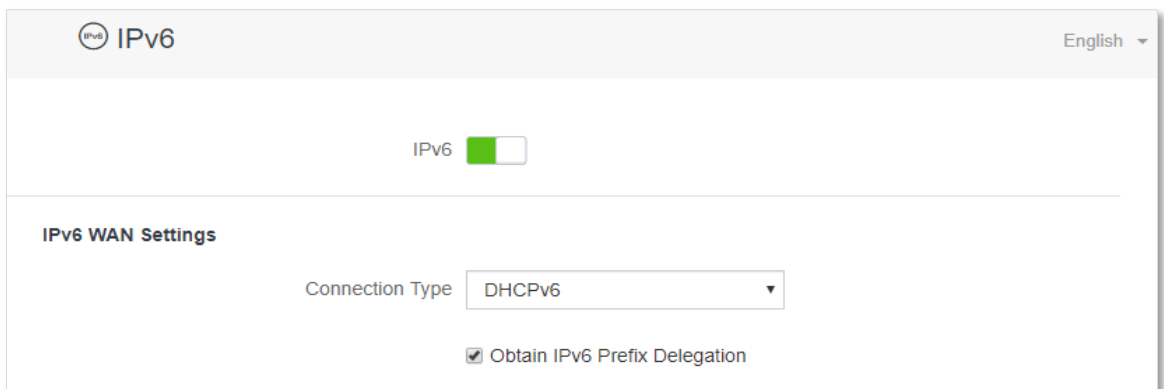 IPv6 IPv6
English
IPv6
IPv6 WAN Settings
Connection Type DHCPv6
Obtain IPv6 Prefix Delegation